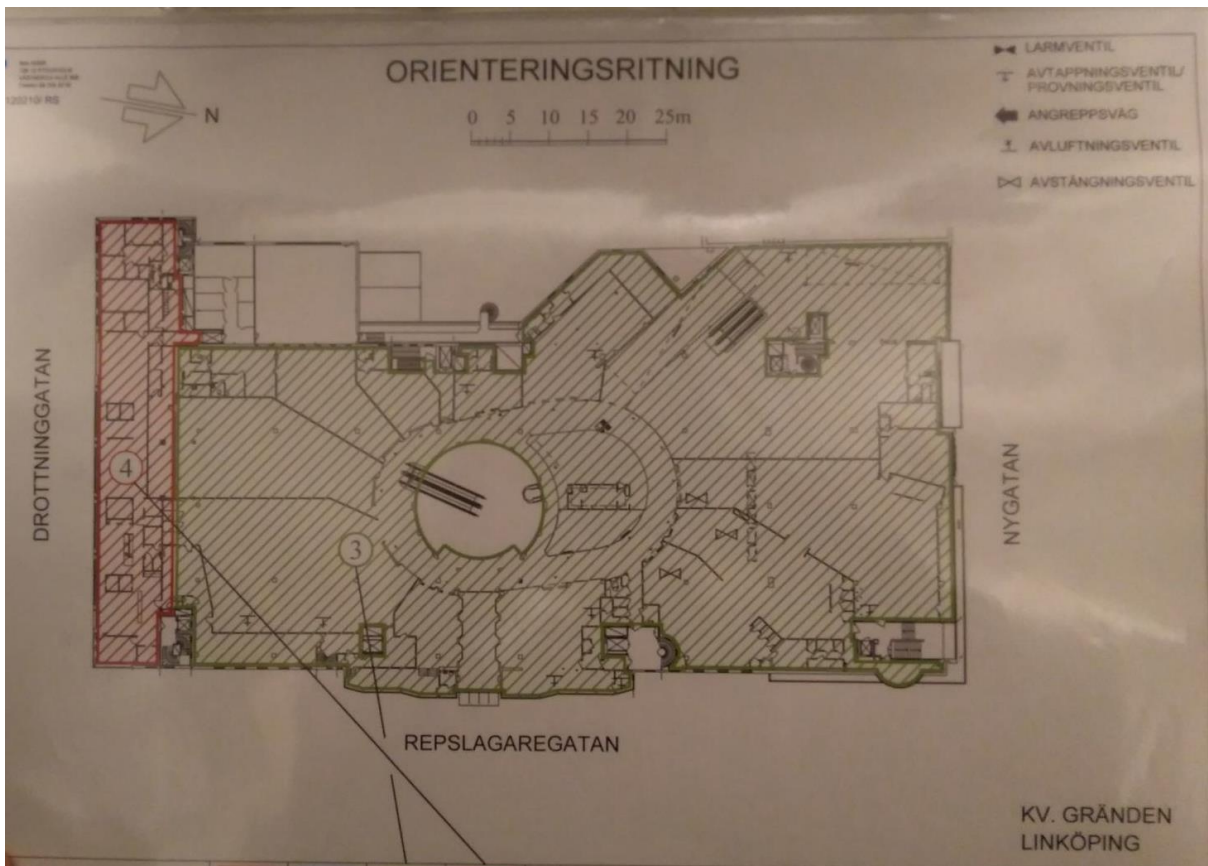 ORIENTERINGSRITNING
N
0 5 10 15 20 25m
LARMVENTIL
AVTAPPNINGSVENTIL/
PROVNINGSVENTIL
ANGREPPSVÄG
AVLUFTNINGSVENTIL
AVSTÄNGNINGSVENTIL
DROTTNINGGATAN
4
3
NYGATAN
REPSLAGAREGATAN
KV. GRÄNDEN
LINKÖPING